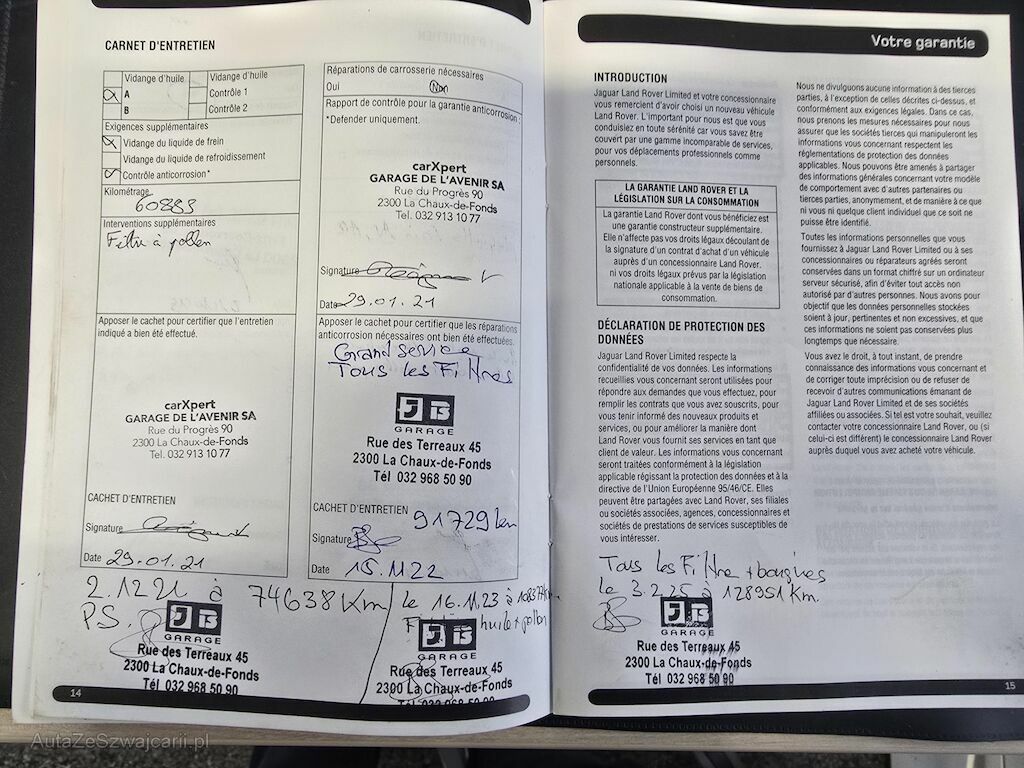 CARNET D'ENTRETIEN
Vidange d'huile
Vidange d'huile
A
Contrôle 1
B
Contrôle 2
Exigences supplémentaires
Vidange du liquide de frein
Vidange du liquide de refroidissement
Contrôle anticorrosion*
Kilométrage
60883
Interventions supplémentaires
Filtre à pollen
Apposer le cachet pour certifier que l'entretien
indiqué a bien été effectué.
carXpert
GARAGE DE L'AVENIR SA
Rue du Progrès 90
2300 La Chaux-de-Fonds
Tel. 032 913 10 77
CACHET D'ENTRETIEN
Signature
Date 29.01.21
Réparations de carrosserie nécessaires
Oui
Non
Rapport de contrôle pour la garantie anticorrosion :
*Defender uniquement.
carXpert
GARAGE DE L'AVENIR SA
Rue du Progrès 90
2300 La Chaux-de-Fonds
Tel. 032 913 10 77
Signature
Date 29.01.21
Apposer le cachet pour certifier que les réparations
anticorrosion nécessaires ont bien été effectuées.
Grand service
Tous les Filtres
JB
GARAGE
Rue des Terreaux 45
2300 La Chaux-de-Fonds
Tél 032 968 50 90
CACHET D'ENTRETIEN
91729 km
Signature
Date 15.11.22
2.12.21 à 74638 Km
P.S.
JB
GARAGE
Rue des Terreaux 45
2300 La Chaux-de-Fonds
Tél 032 968 50 90
le 16.11.23 à 108377 km
huile + pollen
GARAGE
Rue des Terreaux 45
2300 La Chaux-de-Fonds
Tél 032 968 50 90
14
Votre garantie
INTRODUCTION
Jaguar Land Rover Limited et votre concessionnaire
vous remercient d'avoir choisi un nouveau véhicule
Land Rover. L'important pour nous est que vous
conduisiez en toute sérénité car vous savez être
couvert par une gamme incomparable de services,
pour vos déplacements professionnels comme
personnels.
LA GARANTIE LAND ROVER ET LA
LÉGISLATION SUR LA CONSOMMATION
La garantie Land Rover dont vous bénéficiez est
une garantie constructeur supplémentaire.
Elle n'affecte pas vos droits légaux découlant de
la signature d'un contrat d'achat d'un véhicule
auprès d'un concessionnaire Land Rover.
ni vos droits légaux prévus par la législation
nationale applicable à la vente de biens de
consommation.
DÉCLARATION DE PROTECTION DES
DONNÉES
Jaguar Land Rover Limited respecte la
confidentialité de vos données. Les informations
recueillies vous concernant seront utilisées pour
répondre aux demandes que vous effectuez, pour
remplir les contrats que vous avez souscrits, pour
vous tenir informé des nouveaux produits et
services, ou pour améliorer la manière dont
Land Rover vous fournit ses services en tant que
client de valeur. Les informations vous concernant
seront traitées conformément à la législation
applicable régissant la protection des données et à la
directive de l'Union Européenne 95/46/CE. Elles
peuvent être partagées avec Land Rover, ses filiales
ou sociétés associées, agences, concessionnaires et
sociétés de prestations de services susceptibles de
vous intéresser.
Nous ne divulguons aucune information à des tierces
parties, à l'exception de celles décrites ci-dessus, et
conformément aux exigences légales. Dans ce cas,
nous prenons les mesures nécessaires pour nous
assurer que les sociétés tierces qui manipuleront les
informations vous concernant respectent les
réglementations de protection des données
applicables. Nous pouvons être amenés à partager
des informations générales concernant votre modèle
de comportement avec d'autres partenaires ou
tierces parties, anonymement, et de manière à ce que
ni vous ni quelque client individuel que ce soit ne
puisse être identifié.
Toutes les informations personnelles que vous
fournissez à Jaguar Land Rover Limited ou à ses
concessionnaires ou réparateurs agréés seront
conservées dans un format chiffré sur un ordinateur
serveur sécurisé, afin d'éviter tout accès non
autorisé par d'autres personnes. Nous avons pour
objectif que les données personnelles stockées
soient à jour, pertinentes et non excessives, et que
ces informations ne soient pas conservées plus
longtemps que nécessaire.
Vous avez le droit, à tout instant, de prendre
connaissance des informations vous concernant et
de corriger toute imprécision ou de refuser de
recevoir d'autres communications émanant de
Jaguar Land Rover Limited et de ses sociétés
affiliées ou associées. Si tel est votre souhait, veuillez
contacter votre concessionnaire Land Rover, ou (si
celui-ci est différent) le concessionnaire Land Rover
auprès duquel vous avez acheté votre véhicule.
Tous les Filtre + bougies
le 3.2.25 à 128951 Km.
JB
GARAGE
Rue des Terreaux 45
2300 La Chaux-de-Fonds
Tél 032 968 50 90
15
AutaZeSzwajcarii.pl